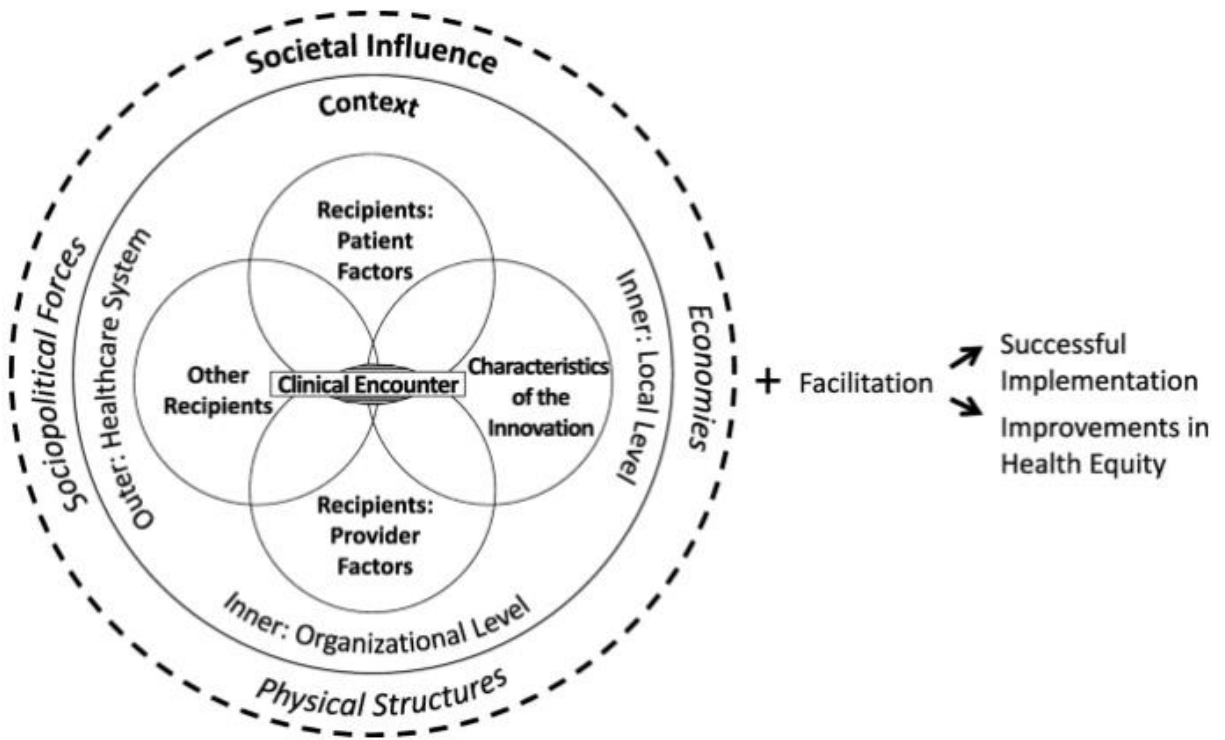 Societal Influence
Context
Sociopolitical Forces
Outer: Healthcare System
Recipients:
Patient
Factors
Other
Recipients
Clinical Encounter
Characteristics
of the
Innovation
Recipients:
Provider
Factors
Inner: Local Level
Economies
Inner: Organizational Level
Physical Structures
+ Facilitation
Successful
Implementation
Improvements in
Health Equity